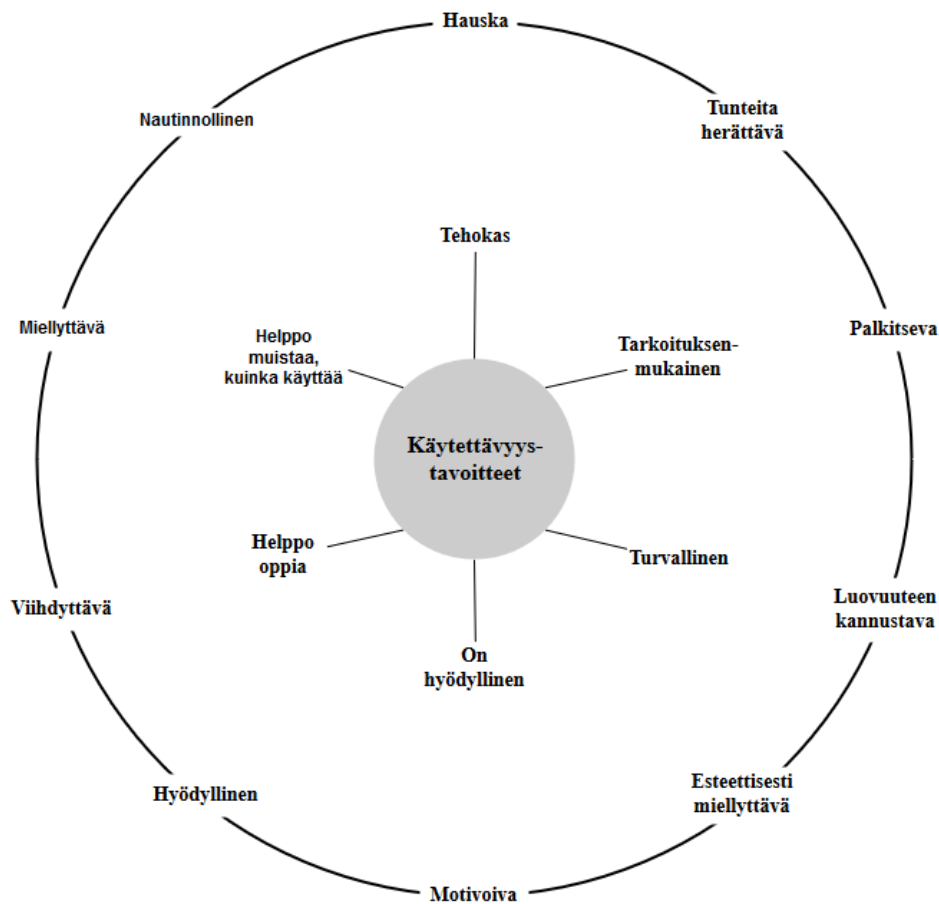 Hauska
Tunteita
herättävä
Nautinnollinen
Tehokas
Miellyttävä
Helppo
muistaa,
kuinka käyttää
Tarkoituksen-
mukainen
Palkitseva
Käytettävyys-
tavoitteet
Helppo
oppia
Turvallinen
Viihdyttävä
Luovuuteen
kannustava
On
hyödyllinen
Hyödyllinen
Esteettisesti
miellyttävä
Motivoiva